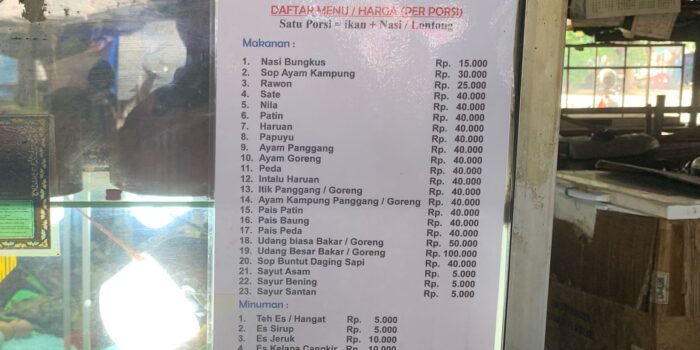 DAFTAR MENU / HARGA (PER PORSI)
Satu Porsi = ikan + Nasi / Lontong
Makanan :
1. Nasi Bungkus Rp. 15.000
2. Sop Ayam Kampung Rp. 30.000
3. Rawon Rp. 25.000
4. Sate Rp. 40.000
5. Nila Rp. 40.000
6. Patin Rp. 40.000
7. Haruan Rp. 40.000
8. Papuyu Rp. 40.000
9. Ayam Panggang Rp. 40.000
10. Ayam Goreng Rp. 40.000
11. Peda Rp. 40.000
12. Intalu Haruan Rp. 40.000
13. Itik Panggang / Goreng Rp. 40.000
14. Ayam Kampung Panggang / Goreng Rp. 40.000
15. Pais Patin Rp. 40.000
16. Pais Baung Rp. 40.000
17. Pais Peda Rp. 40.000
18. Udang biasa Bakar / Goreng Rp. 50.000
19. Udang Besar Bakar / Goreng Rp. 100.000
20. Sop Buntut Daging Sapi Rp. 40.000
21. Sayut Asam Rp. 5.000
22. Sayur Bening Rp. 5.000
23. Sayur Santan Rp. 5.000
Minuman :
1. Teh Es / Hangat Rp. 5.000
2. Es Sirup Rp. 5.000
3. Es Jeruk Rp. 10.000
4. Es Kelapa Cangkir Rp. 10.000